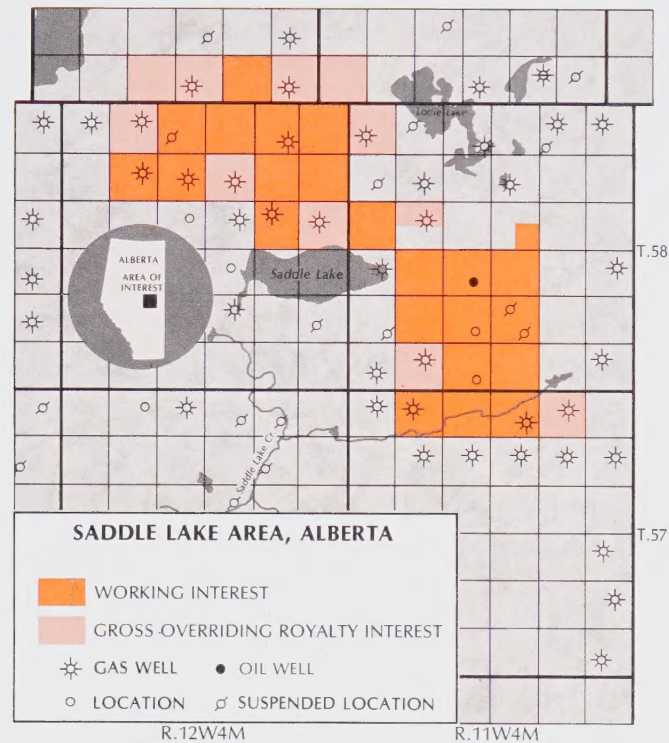 Lottie Lake
ALBERTA
AREA OF
INTEREST
Saddle Lake
T.58
Saddle Lake Cr.
T.57
SADDLE LAKE AREA, ALBERTA
WORKING INTEREST
GROSS OVERRIDING ROYALTY INTEREST
GAS WELL
OIL WELL
LOCATION
SUSPENDED LOCATION
R.12W4M
R.11W4M